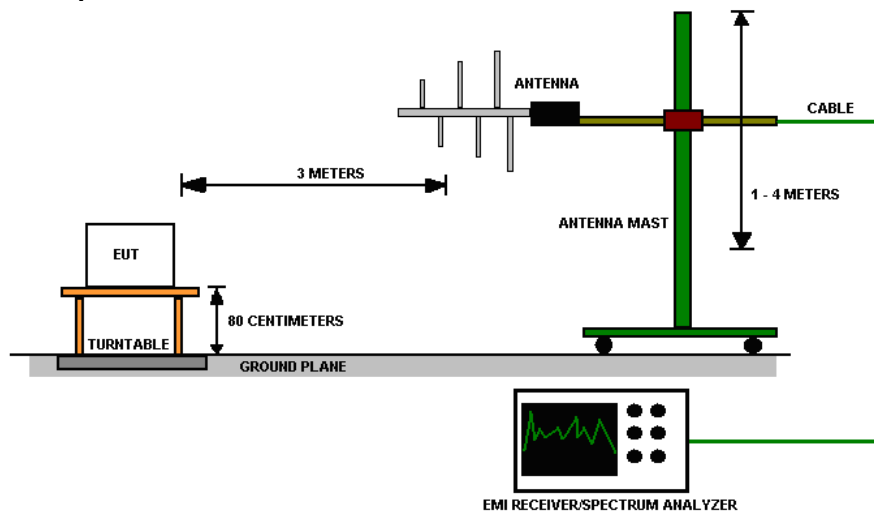 ANTENNA
CABLE
3 METERS
1 - 4 METERS
ANTENNA MAST
EUT
80 CENTIMETERS
TURNTABLE
GROUND PLANE
EMI RECEIVER/SPECTRUM ANALYZER